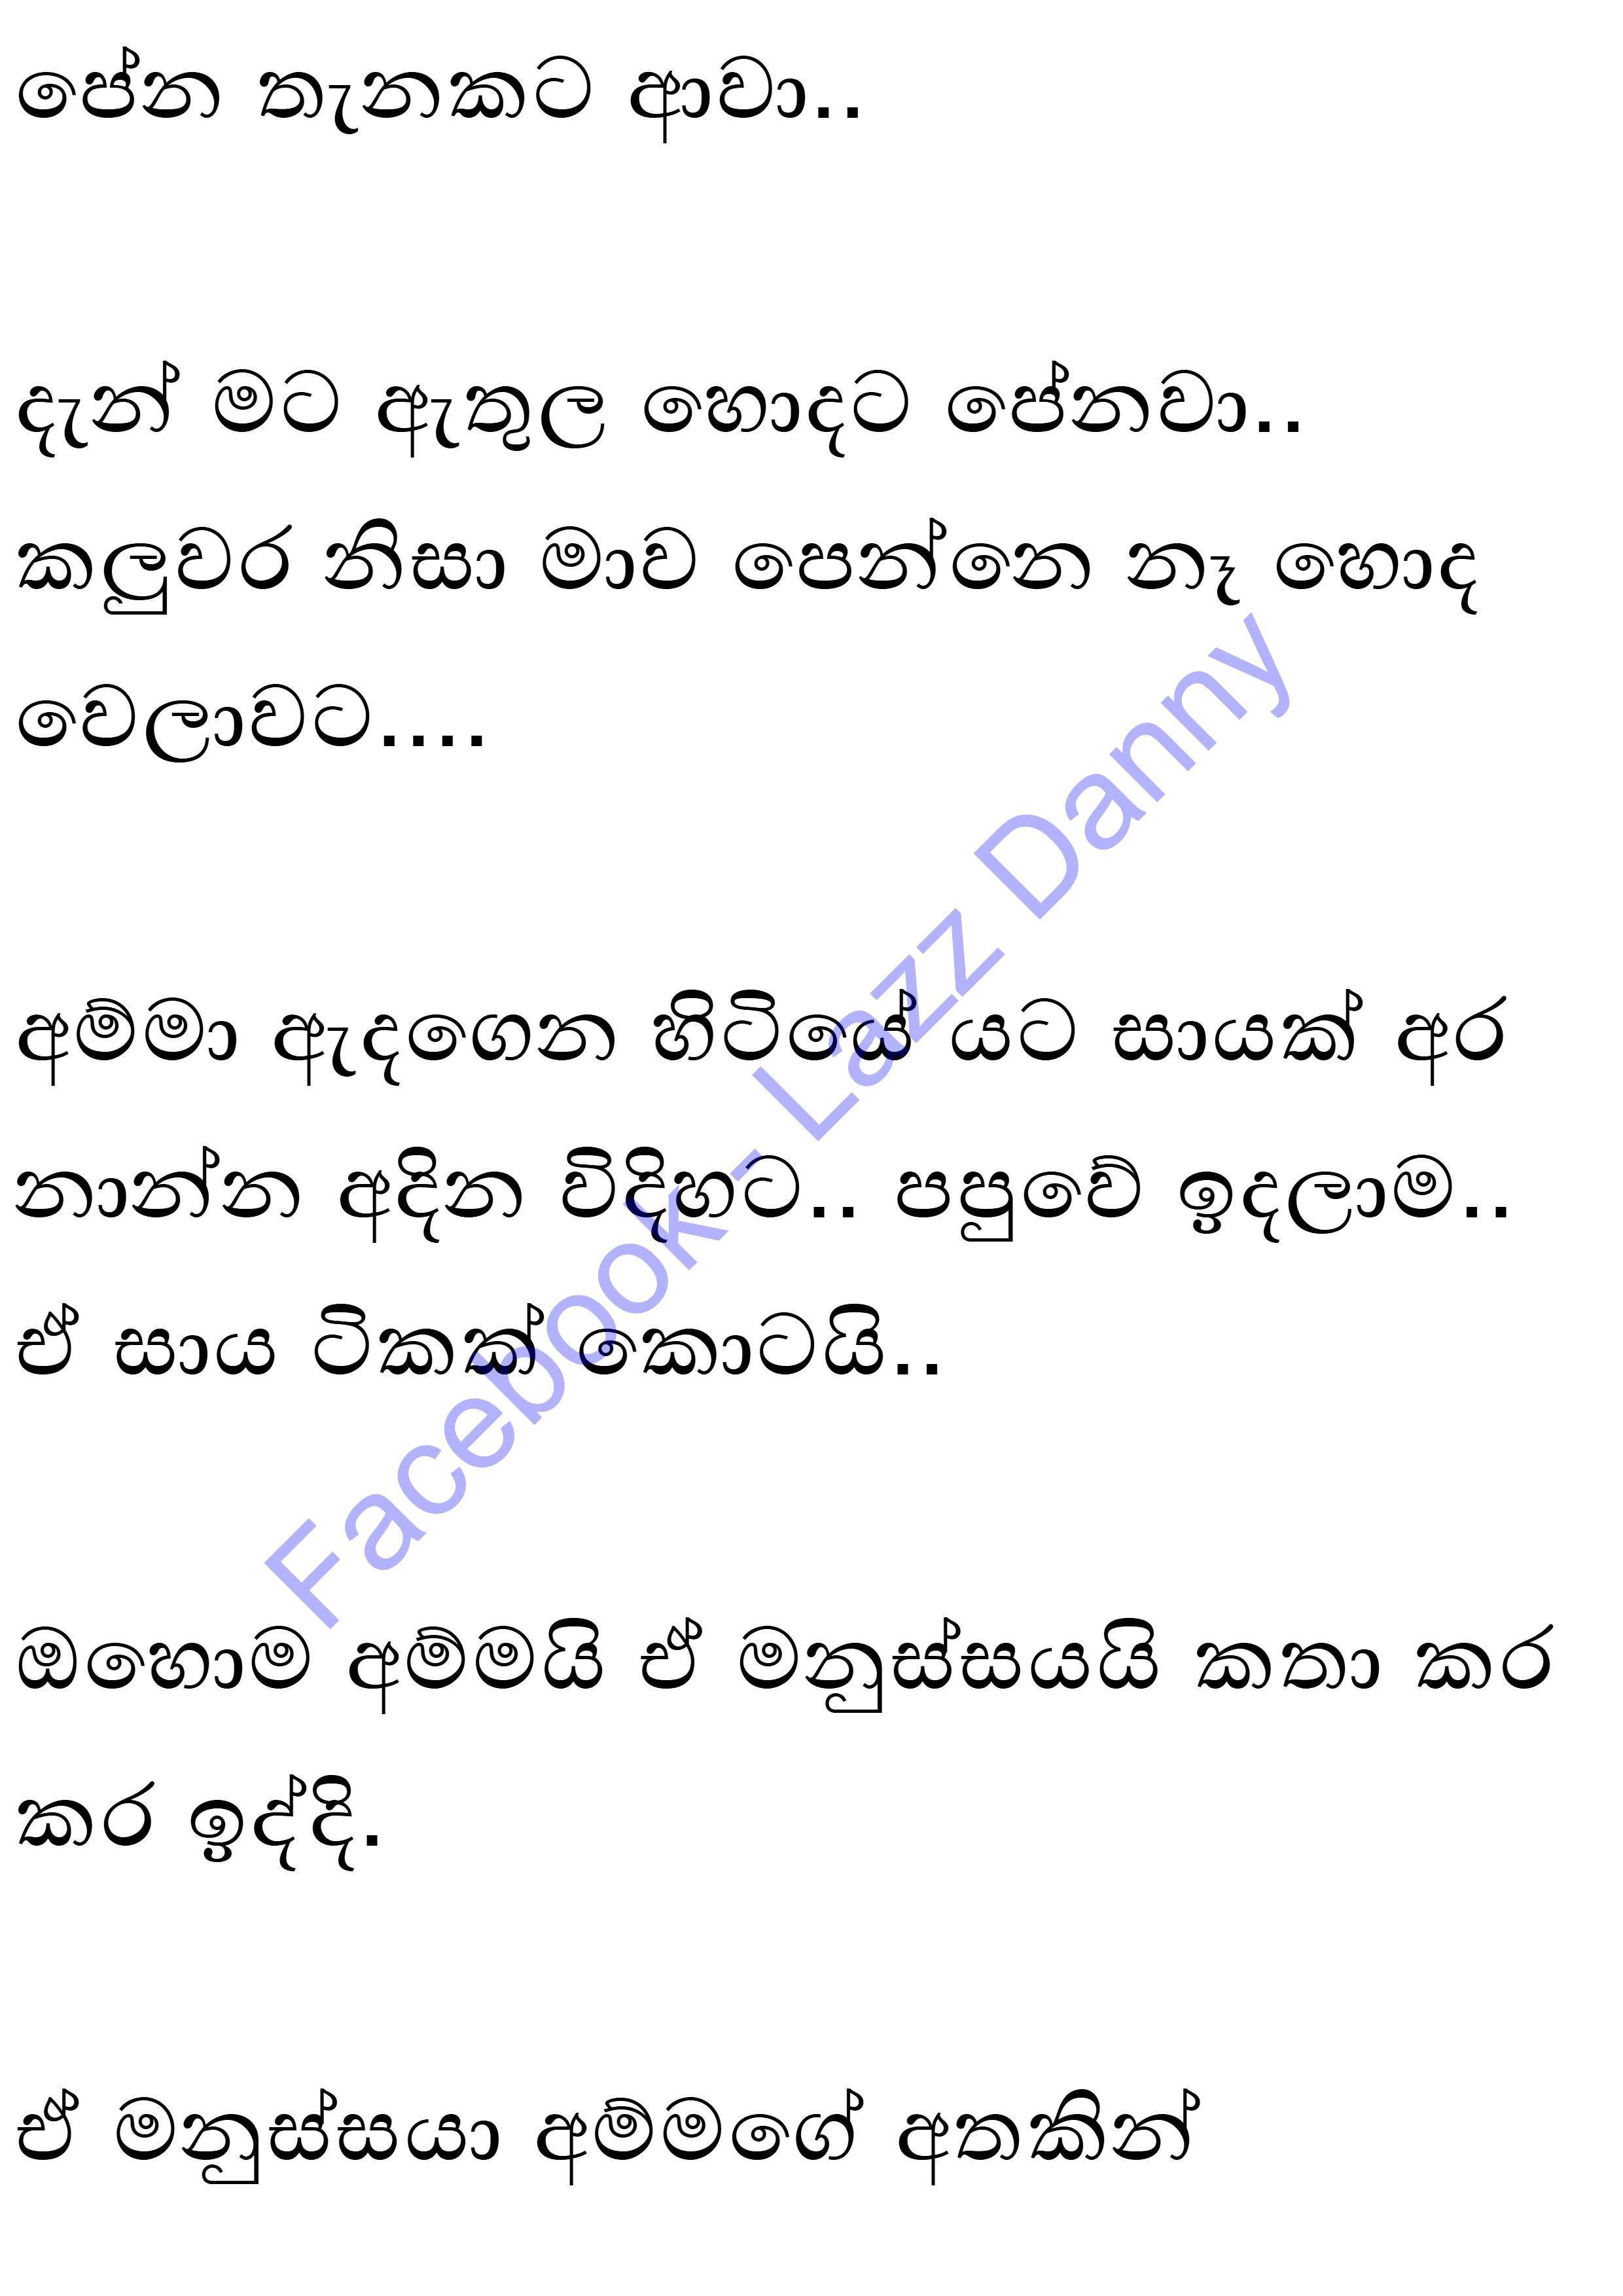 පේන තැනකට ආවා..
දැන් මට ඇතුල හොදට පේනවා..
කලුවර නිසා මාව පෙන්නෙ නෑ හොද
වෙලාවට....
අම්මා ඇදගෙන හිටියේ යට සායක් අර
නාන්න අදින විදිහට.. පපුවේ ඉදලාම..
ඒ සාය ටිකක් කොටයි..
ඔහොම අම්මයි ඒ මනුස්සයයි කතා කර
කර ඉද්දි.
ඒ මනුස්සයා අම්මගේ අතකින්
Facebook - Lazz Danny